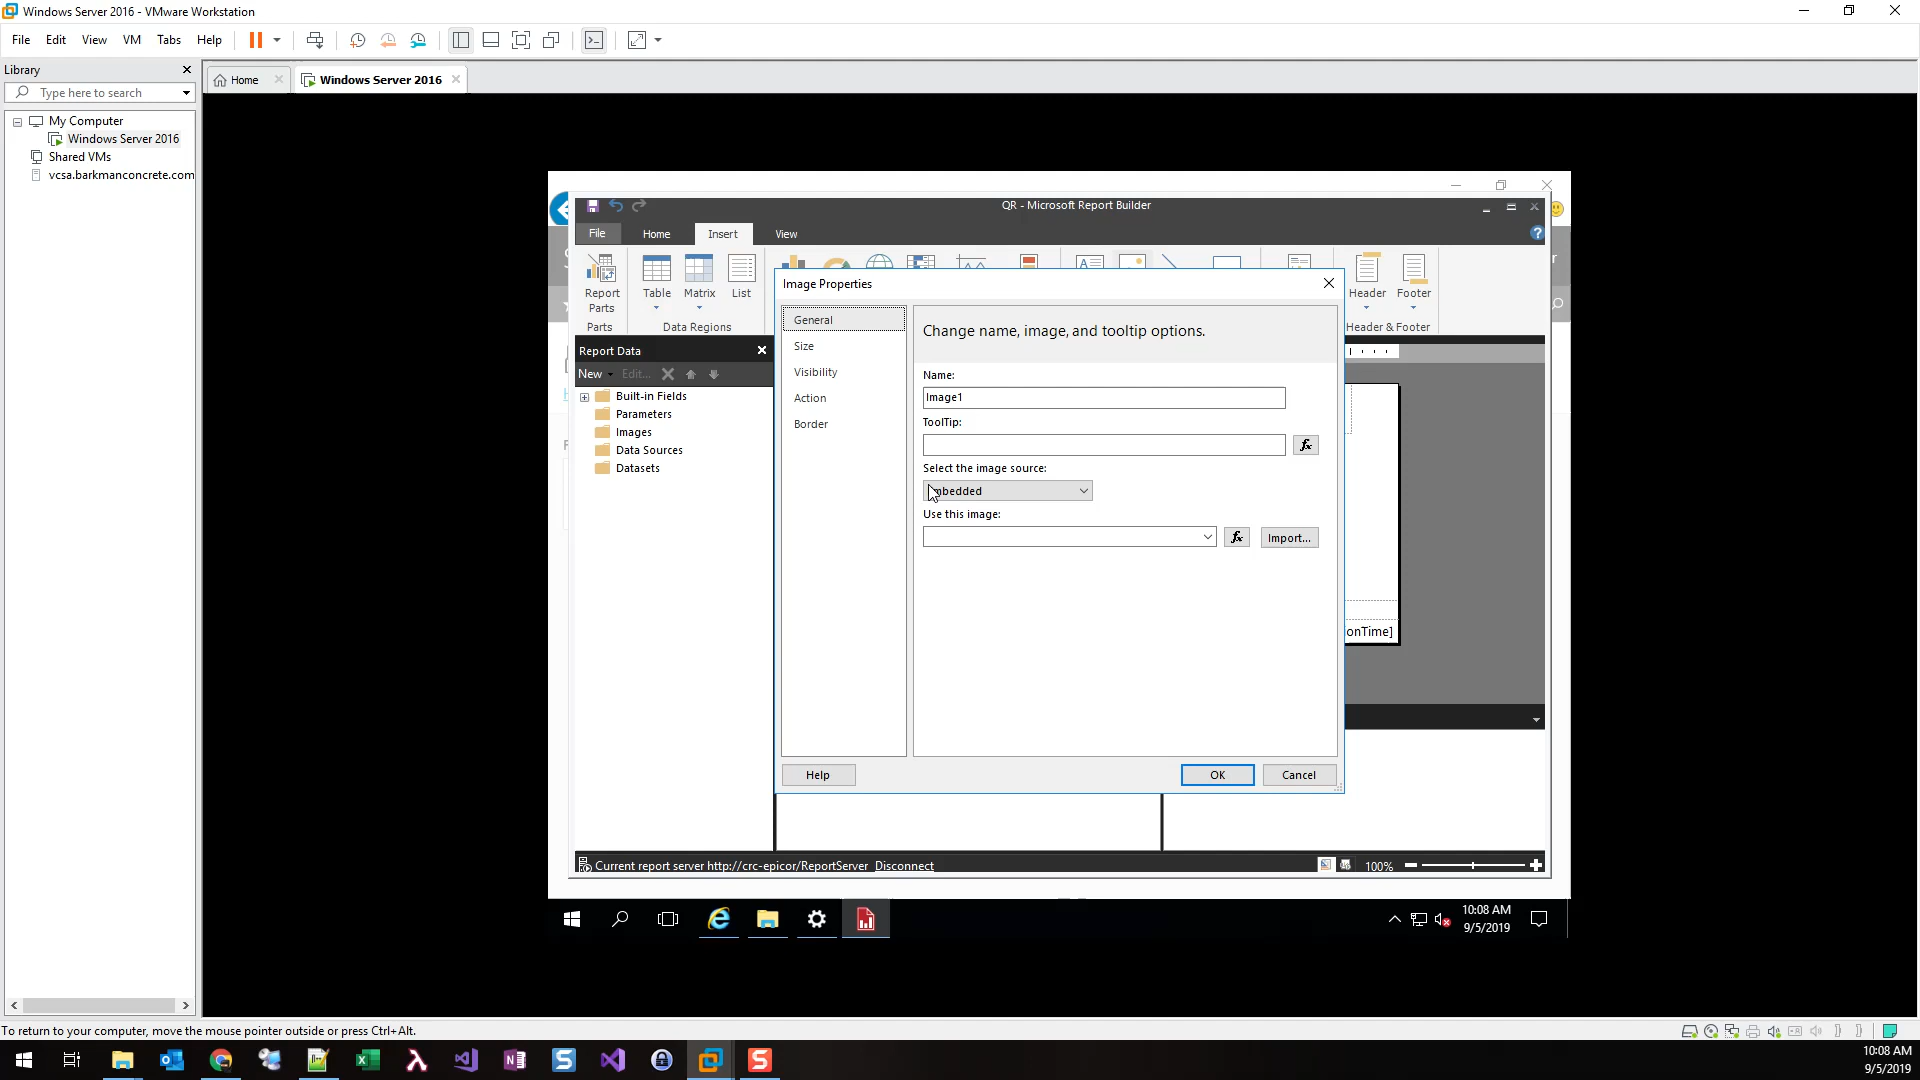 Windows Server 2016 - VMware Workstation
File Edit View VM Tabs Help
Library
Home
Windows Server 2016
Type here to search
My Computer
Windows Server 2016
Shared VMs
vcsa.barkmanconcrete.com
QR - Microsoft Report Builder
File Home Insert View
Report
Parts
Table
Matrix
List
Header
Footer
Parts
Data Regions
Header & Footer
Report Data
New Edit...
Built-in Fields
Parameters
Images
Data Sources
Datasets
Image Properties
General
Size
Visibility
Action
Border
Change name, image, and tooltip options.
Name:
Image1
ToolTip:
fx
Select the image source:
mbedded
Use this image:
fx
Import...
onTime]
Help
OK
Cancel
Current report server http://crc-epicor/ReportServer Disconnect
100%
10:08 AM
9/5/2019
To return to your computer, move the mouse pointer outside or press Ctrl+Alt.
10:08 AM
9/5/2019